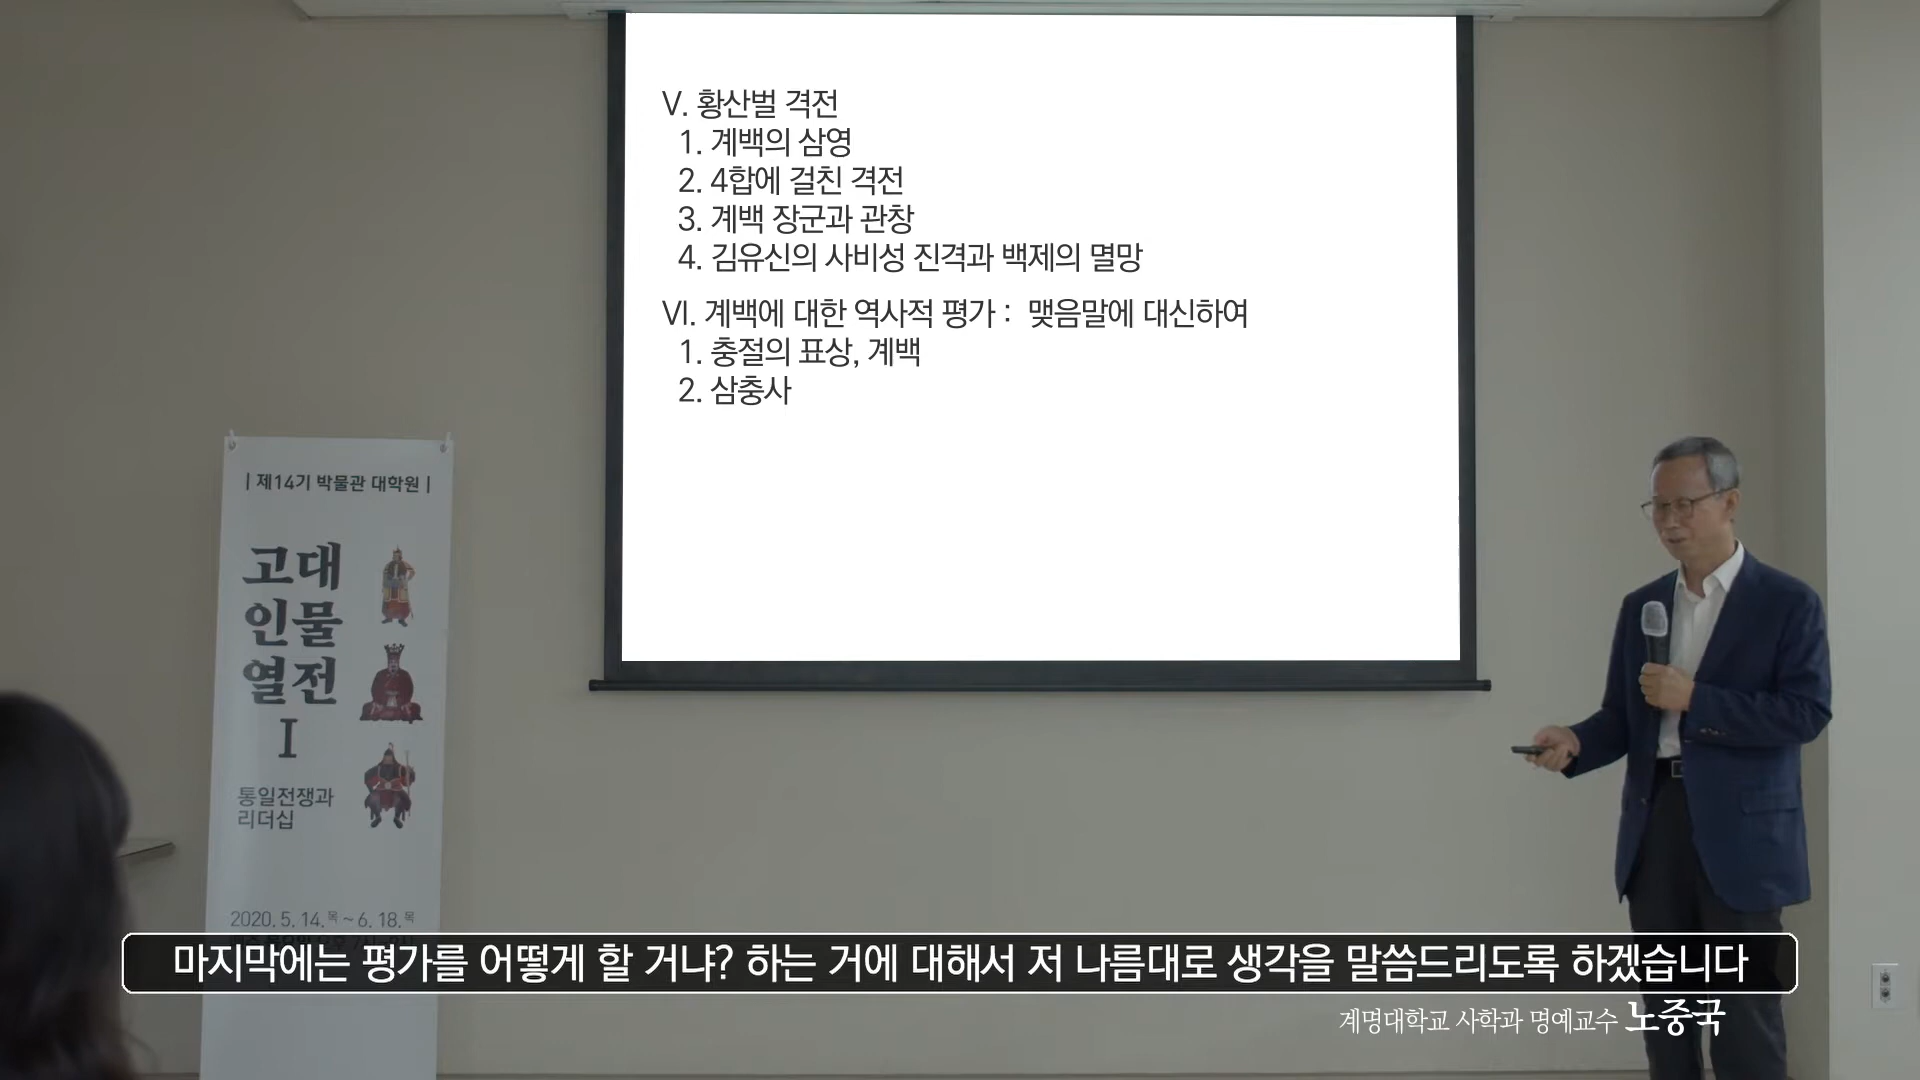 V. 황산벌 격전
1. 계백의 삼영
2. 4합에 걸친 격전
3. 계백 장군과 관창
4. 김유신의 사비성 진격과 백제의 멸망
VI. 계백에 대한 역사적 평가 : 맺음말에 대신하여
1. 충절의 표상, 계백
2. 삼충사
| 제14기 박물관 대학원 |
고대
인물
열전
I
통일전쟁과
리더십
2020. 5. 14. 목 ~ 6. 18. 목
마지막에는 평가를 어떻게 할 거냐? 하는 거에 대해서 저 나름대로 생각을 말씀드리도록 하겠습니다
계명대학교 사학과 명예교수 노중국